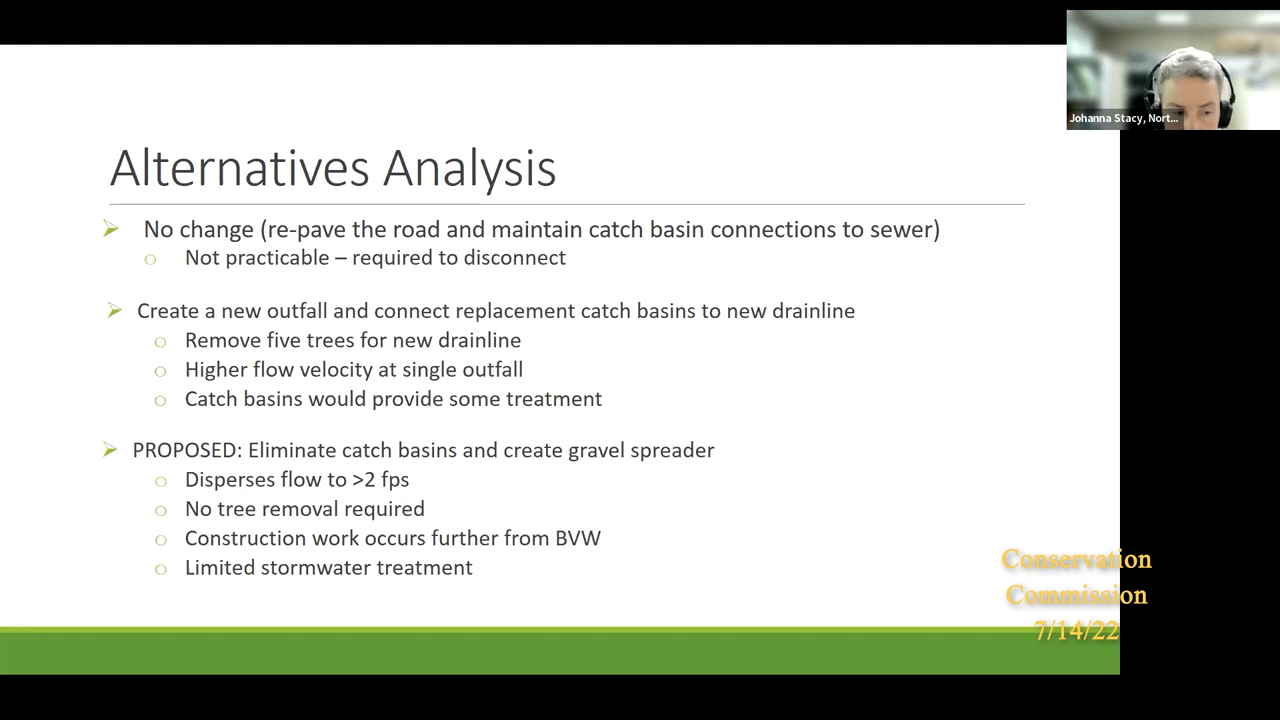 Johanna Stacy, Nort...
Alternatives Analysis
No change (re-pave the road and maintain catch basin connections to sewer)
Not practicable – required to disconnect
Create a new outfall and connect replacement catch basins to new drainline
Remove five trees for new drainline
Higher flow velocity at single outfall
Catch basins would provide some treatment
PROPOSED: Eliminate catch basins and create gravel spreader
Disperses flow to >2 fps
No tree removal required
Construction work occurs further from BVW
Limited stormwater treatment
Conservation
Commission
7/14/22